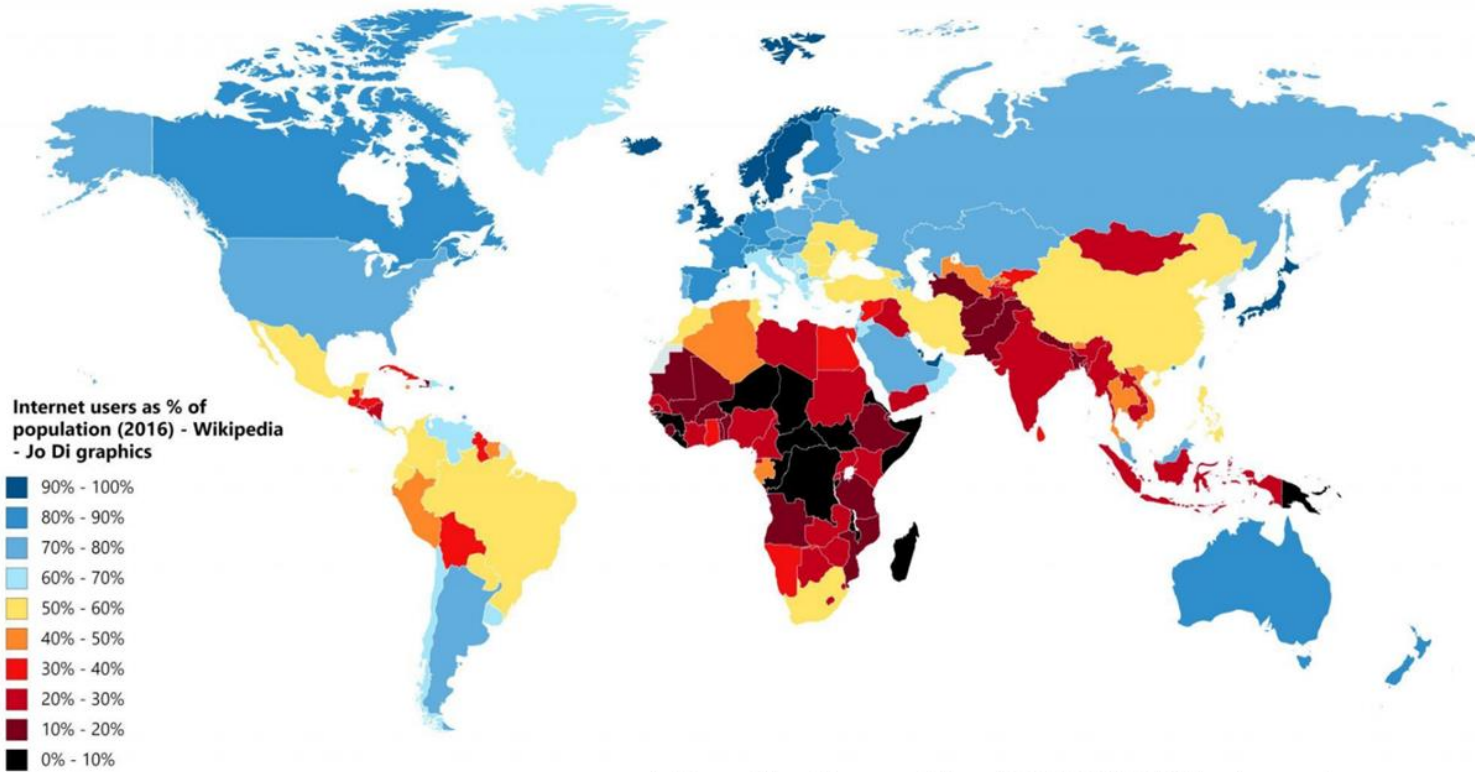 Internet users as % of
population (2016) - Wikipedia
- Jo Di graphics
90% - 100%
80% - 90%
70% - 80%
60% - 70%
50% - 60%
40% - 50%
30% - 40%
20% - 30%
10% - 20%
0% - 10%